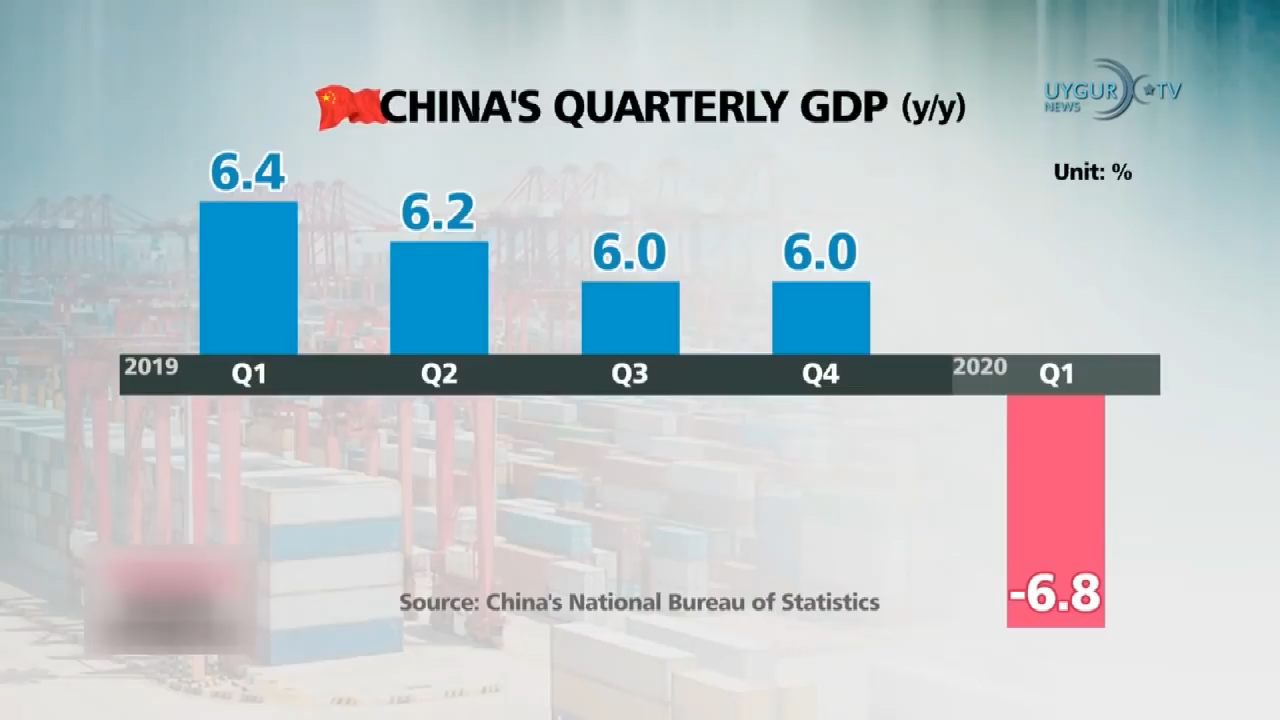 CHINA'S QUARTERLY GDP (y/y)
UYGUR TV
NEWS
Unit: %
6.4
6.2
6.0
6.0
2019
Q1
Q2
Q3
Q4
2020
Q1
-6.8
Source: China's National Bureau of Statistics